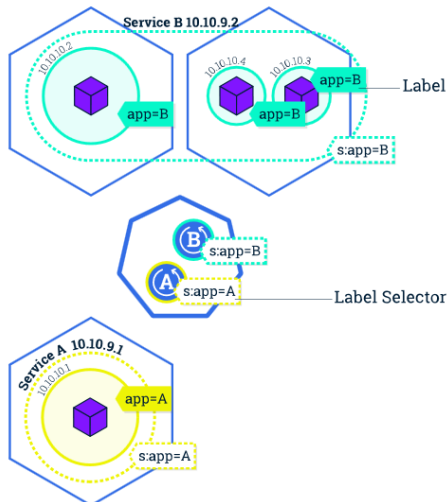 Service B 10.10.9.2
10.10.10.2
10.10.10.4
10.10.10.3
app=B
app=B
app=B
Label
s:app=B
B
s:app=B
A
s:app=A
Label Selector
Service A 10.10.9.1
10.10.10.1
app=A
s:app=A